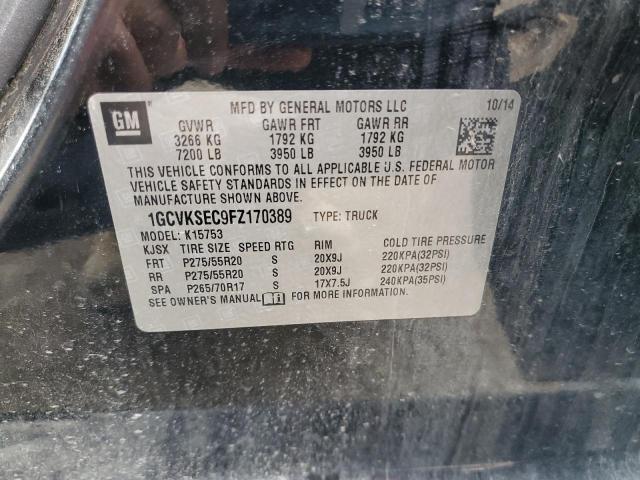 GM
MFD BY GENERAL MOTORS LLC 10/14
GVWR GAWR FRT GAWR RR
3266 KG 1792 KG 1792 KG
7200 LB 3950 LB 3950 LB
THIS VEHICLE CONFORMS TO ALL APPLICABLE U.S. FEDERAL MOTOR
VEHICLE SAFETY STANDARDS IN EFFECT ON THE DATE OF
MANUFACTURE SHOWN ABOVE.
1GCVKSEC9FZ170389 TYPE: TRUCK
MODEL: K15753
KJSX TIRE SIZE SPEED RTG RIM COLD TIRE PRESSURE
FRT P275/55R20 S 20X9J 220KPA(32PSI)
RR P275/55R20 S 20X9J 220KPA(32PSI)
SPA P265/70R17 S 17X7.5J 240KPA(35PSI)
SEE OWNER'S MANUAL FOR MORE INFORMATION.